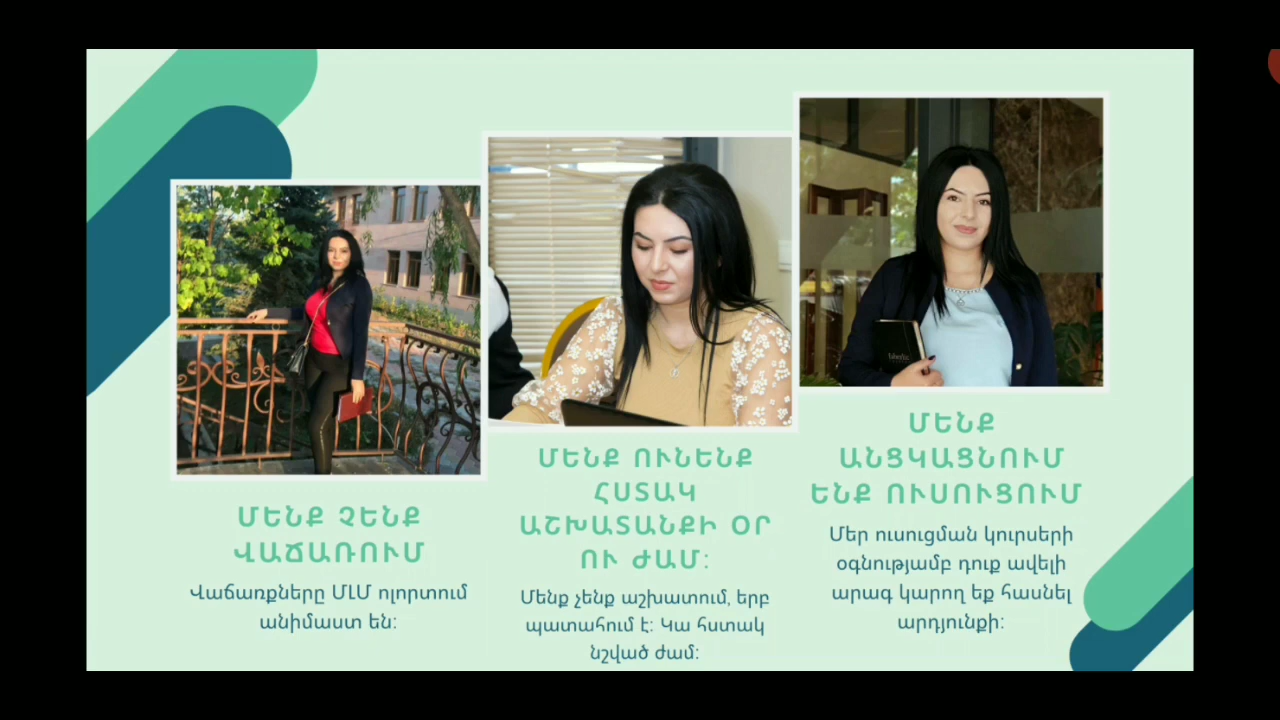 ՄԵՆՔ ՉԵՆՔ
ՎԱՃԱՌՈՒՄ
Վաճառքները ՄԼՄ ոլորտում
անիմաստ են:
ՄԵՆՔ ՈՒՆԵՆՔ
ՀՍՏԱԿ
ԱՇԽԱՏԱՆՔԻ ՕՐ
ՈՒ ԺԱՄ:
Մենք չենք աշխատում, երբ
պատահում է: Կա հստակ
նշված ժամ:
ՄԵՆՔ
ԱՆՑԿԱՑՆՈՒՄ
ԵՆՔ ՈՒՍՈՒՑՈՒՄ
Մեր ուսուցման կուրսերի
օգնությամբ դուք ավելի
արագ կարող եք հասնել
արդյունքի: